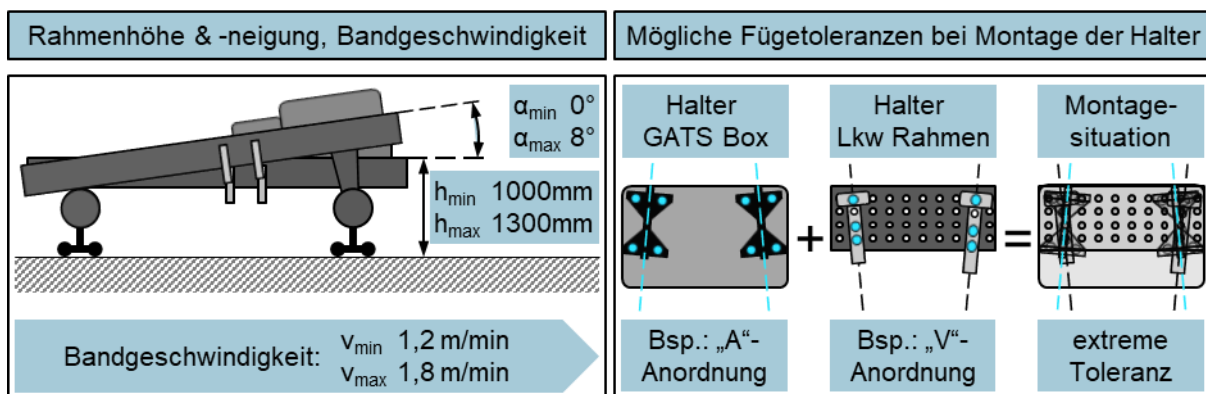 Rahmenhöhe & -neigung, Bandgeschwindigkeit
αmin 0°
αmax 8°
hmin 1000mm
hmax 1300mm
Bandgeschwindigkeit:
vmin 1,2 m/min
vmax 1,8 m/min
Mögliche Fügetoleranzen bei Montage der Halter
Halter
GATS Box
Halter
Lkw Rahmen
Montage-
situation
+
=
Bsp.: „A“-
Anordnung
Bsp.: „V“-
Anordnung
extreme
Toleranz